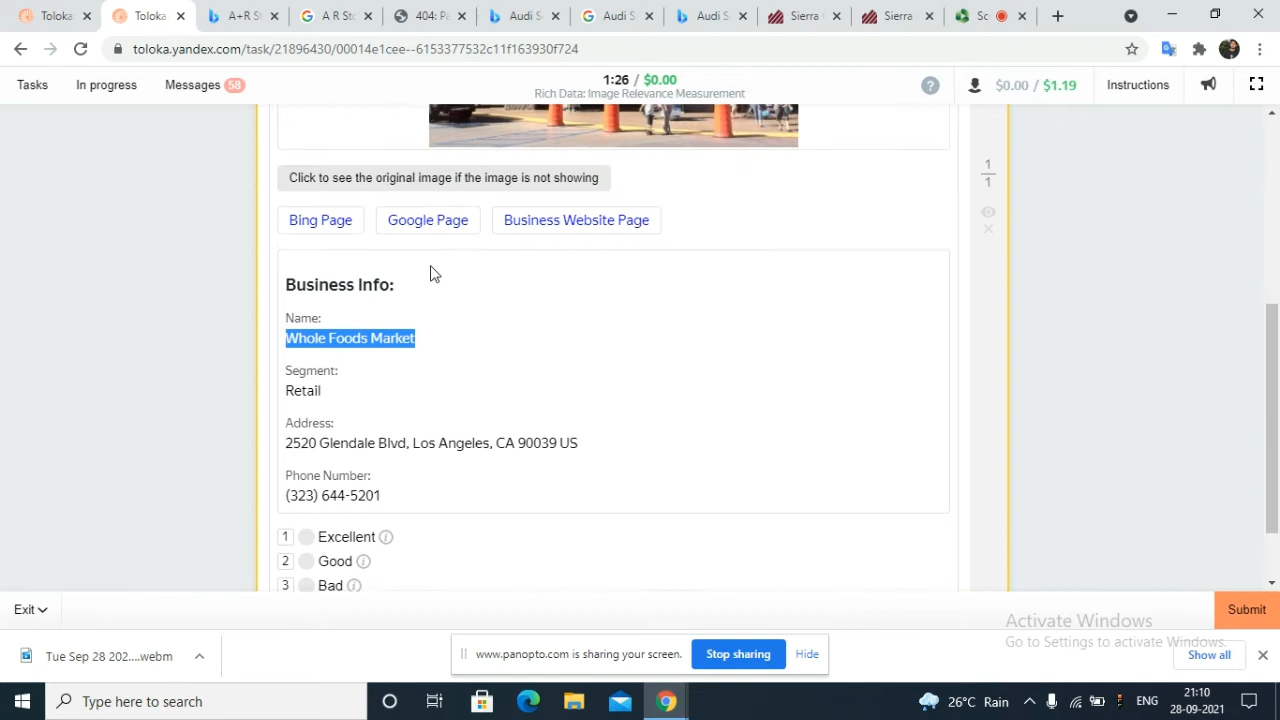 Toloka
Toloka
A+R St
A R Sto
404: Pa
Audi S
Audi S
Audi S
Sierra
Sierra
Sc
toloka.yandex.com/task/21896430/00014e1cee--6153377532c11f163930f724
Tasks
In progress
Messages 58
1:26 / $0.00
Rich Data: Image Relevance Measurement
$0.00 / $1.19
Instructions
Click to see the original image if the image is not showing
1
1
Bing Page
Google Page
Business Website Page
Business Info:
Name:
Whole Foods Market
Segment:
Retail
Address:
2520 Glendale Blvd, Los Angeles, CA 90039 US
Phone Number:
(323) 644-5201
1 Excellent
2 Good
3 Bad
Exit
Submit
Activate Windows
Go to Settings to activate Windows.
Tue Sep 28 202....webm
www.panopto.com is sharing your screen.
Stop sharing
Hide
Show all
Type here to search
26°C Rain
ENG
21:10
28-09-2021